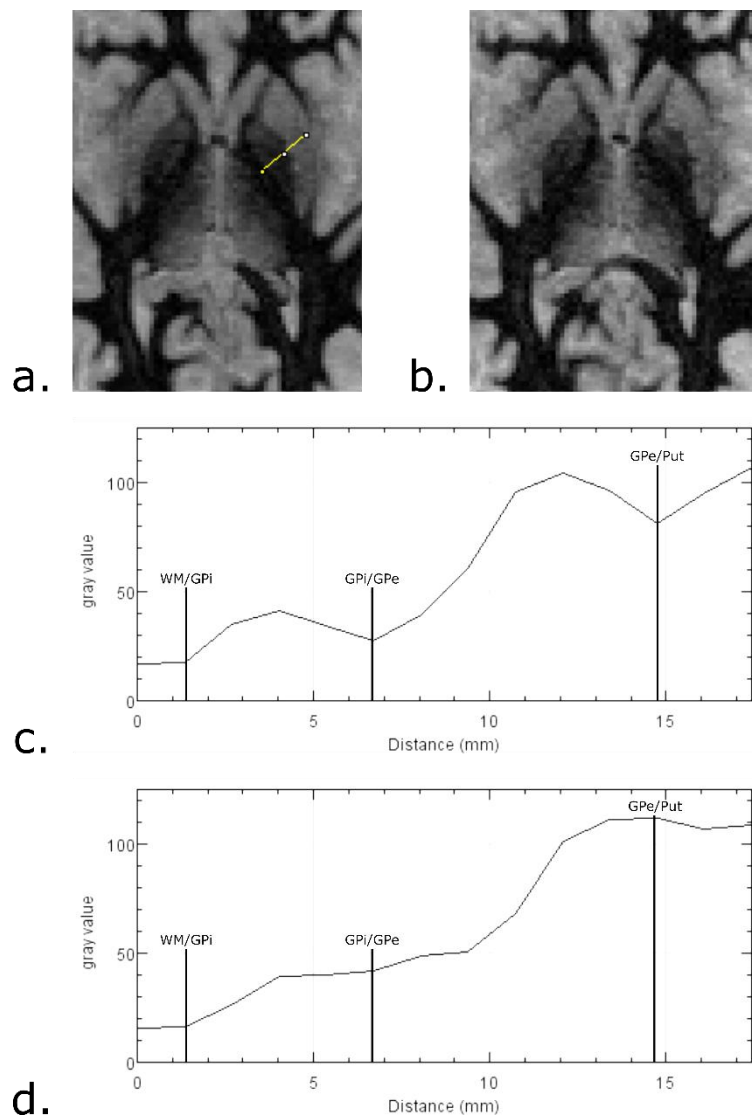 a.
b.
100
50
0
gray value
WM/GPi
GPi/GPe
GPe/Put
0
5
10
15
Distance (mm)
c.
100
50
0
gray value
WM/GPi
GPi/GPe
GPe/Put
0
5
10
15
Distance (mm)
d.